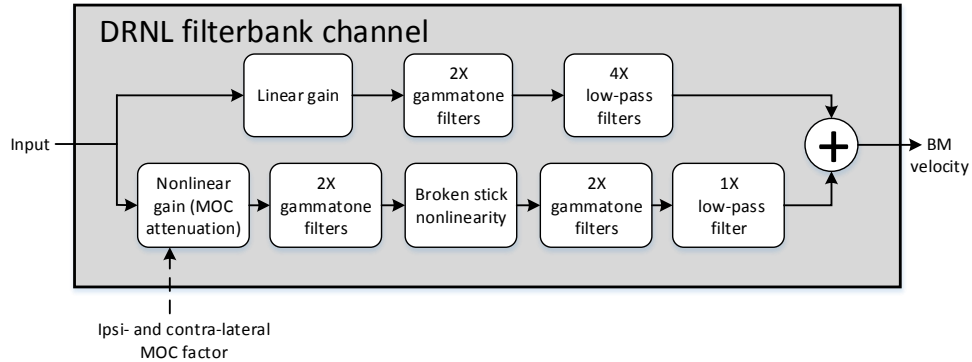 DRNL filterbank channel
Linear gain
2X
gammatone
filters
4X
low-pass
filters
Input
+
BM
velocity
Nonlinear
gain (MOC
attenuation)
2X
gammatone
filters
Broken stick
nonlinearity
2X
gammatone
filters
1X
low-pass
filter
Ipsi- and contra-lateral
MOC factor